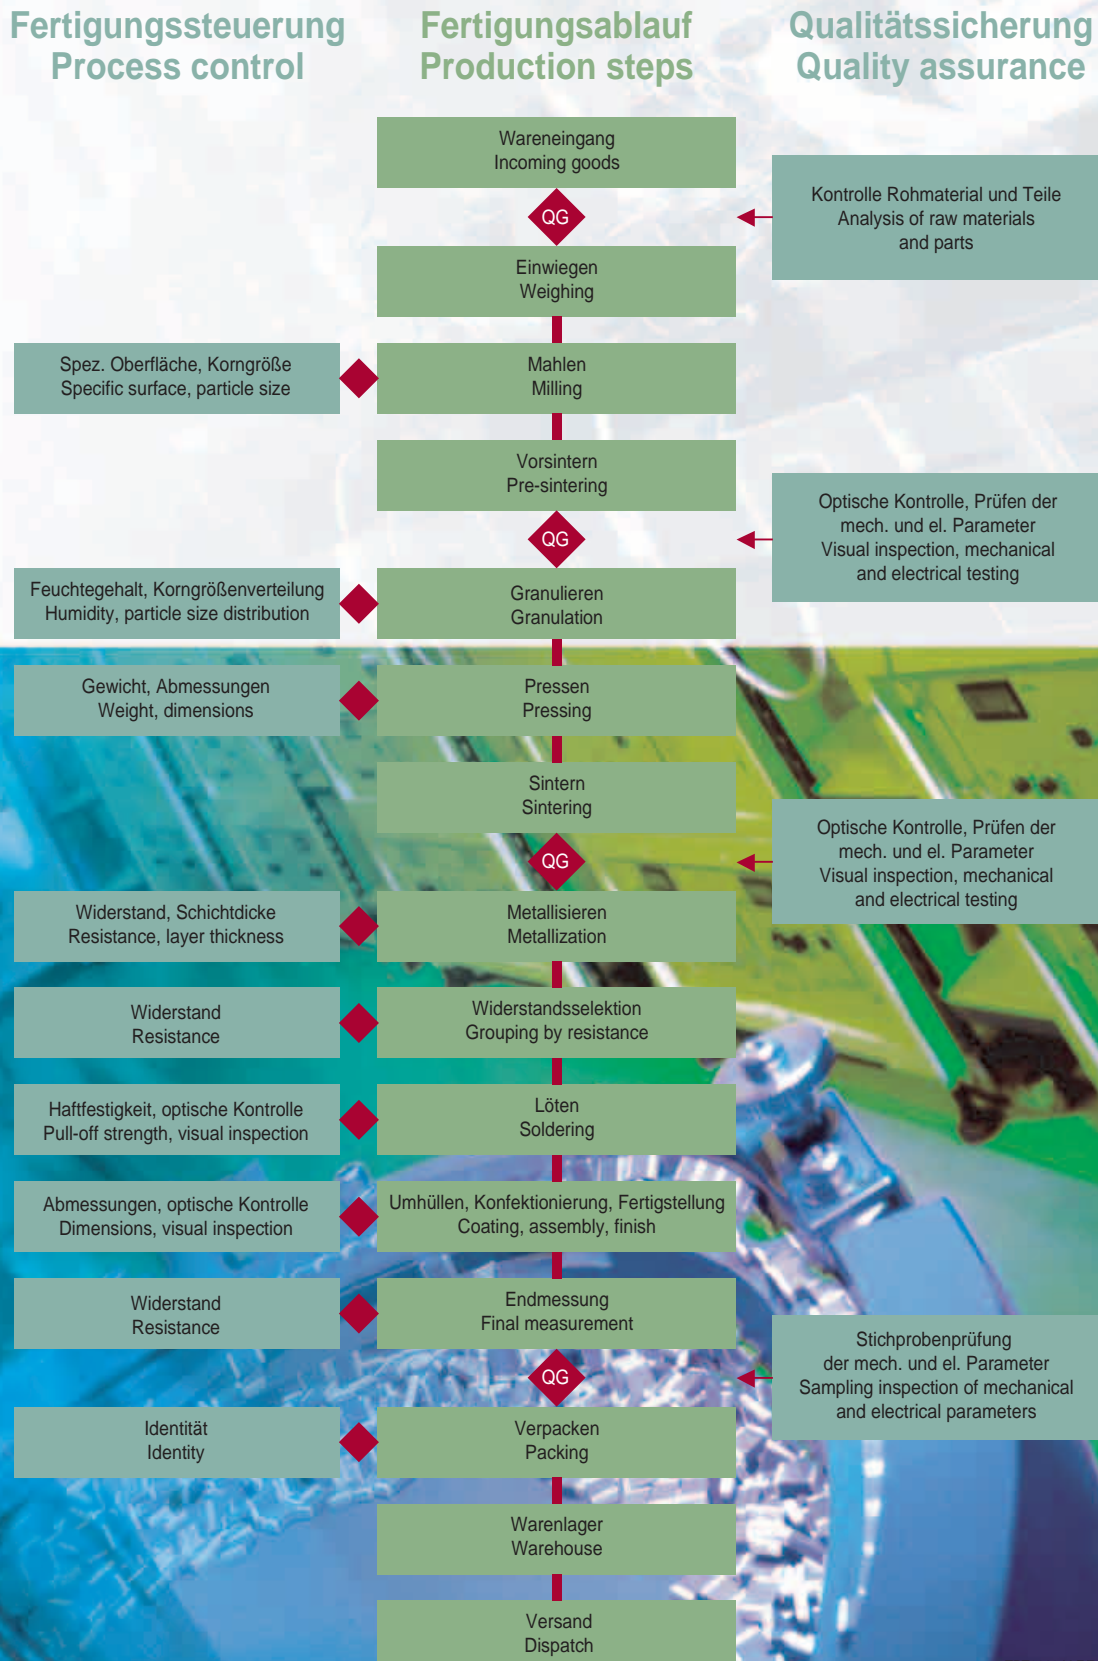 Fertigungssteuerung
Process control
Fertigungsablauf
Production steps
Qualitätssicherung
Quality assurance
Wareneingang
Incoming goods
QG
Kontrolle Rohmaterial und Teile
Analysis of raw materials
and parts
Einwiegen
Weighing
Spez. Oberfläche, Korngröße
Specific surface, particle size
Mahlen
Milling
Vorsintern
Pre-sintering
QG
Optische Kontrolle, Prüfen der
mech. und el. Parameter
Visual inspection, mechanical
and electrical testing
Feuchtegehalt, Korngrößenverteilung
Humidity, particle size distribution
Granulieren
Granulation
Gewicht, Abmessungen
Weight, dimensions
Pressen
Pressing
Sintern
Sintering
QG
Optische Kontrolle, Prüfen der
mech. und el. Parameter
Visual inspection, mechanical
and electrical testing
Widerstand, Schichtdicke
Resistance, layer thickness
Metallisieren
Metallization
Widerstand
Resistance
Widerstandsselektion
Grouping by resistance
Haftfestigkeit, optische Kontrolle
Pull-off strength, visual inspection
Löten
Soldering
Abmessungen, optische Kontrolle
Dimensions, visual inspection
Umhüllen, Konfektionierung, Fertigstellung
Coating, assembly, finish
Widerstand
Resistance
Endmessung
Final measurement
QG
Stichprobenprüfung
der mech. und el. Parameter
Sampling inspection of mechanical
and electrical parameters
Identität
Identity
Verpacken
Packing
Warenlager
Warehouse
Versand
Dispatch